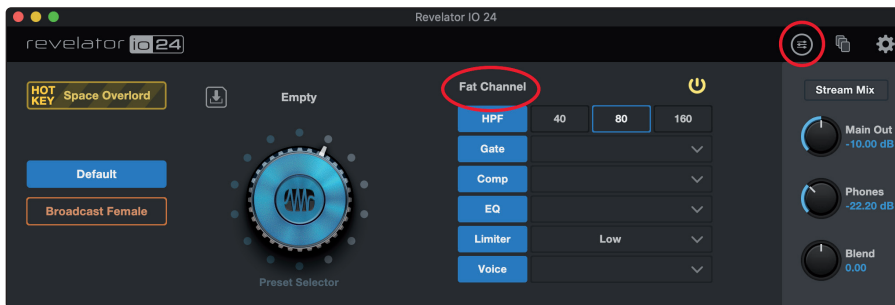 Revelator IO 24
revelator io 24
HOT KEY Space Overlord
Empty
Default
Broadcast Female
Preset Selector
Fat Channel
HPF 40 80 160
Gate
Comp
EQ
Limiter Low
Voice
Stream Mix
Main Out
-10.00 dB
Phones
-22.20 dB
Blend
0.00